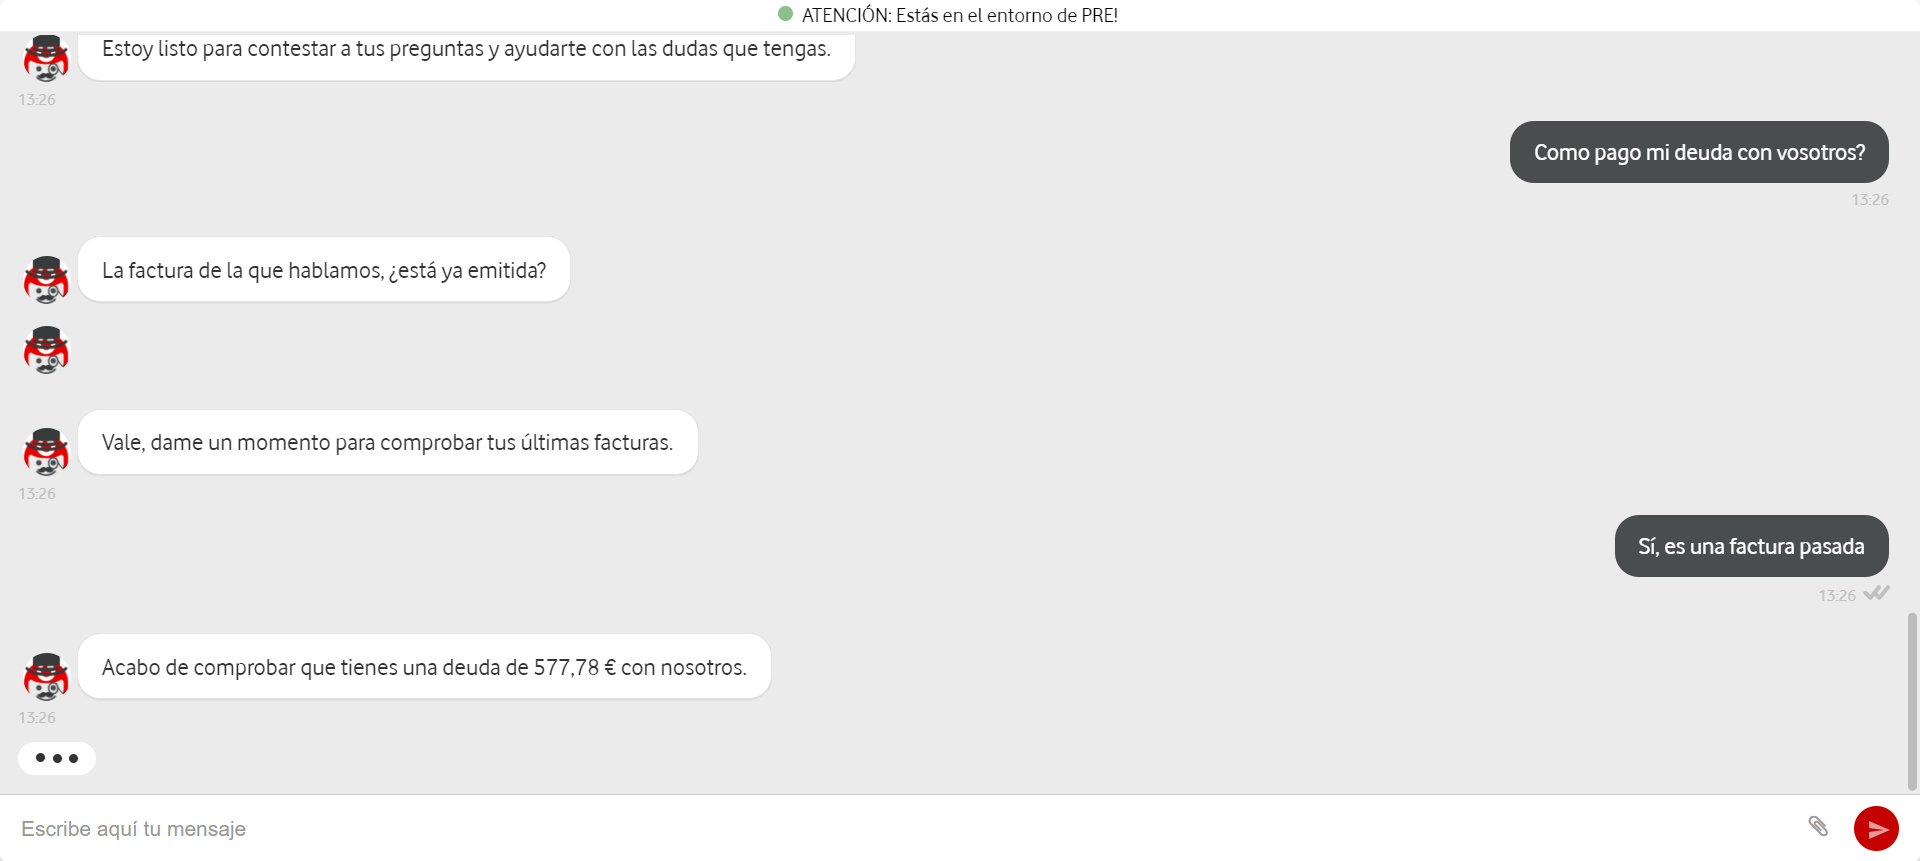 ATENCIÓN: Estás en el entorno de PRE!
Estoy listo para contestar a tus preguntas y ayudarte con las dudas que tengas.
13:26
Como pago mi deuda con vosotros?
13:26
La factura de la que hablamos, ¿está ya emitida?
Vale, dame un momento para comprobar tus últimas facturas.
13:26
Sí, es una factura pasada
13:26
Acabo de comprobar que tienes una deuda de 577,78 € con nosotros.
13:26
Escribe aquí tu mensaje